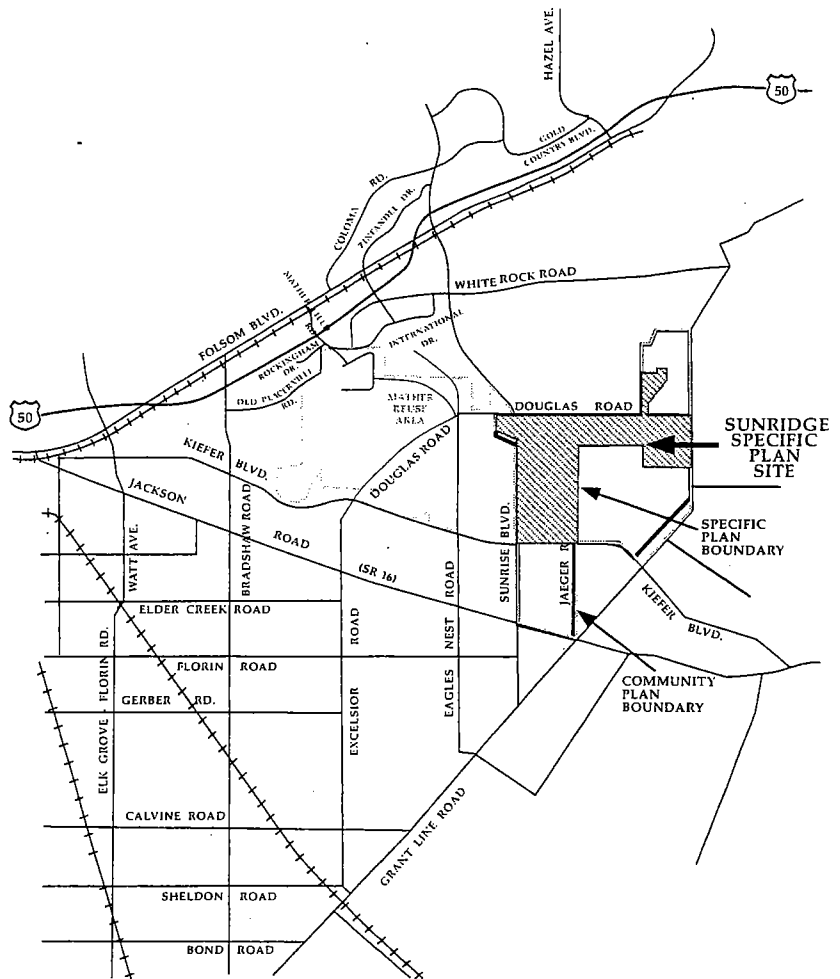 HAZEL AVE.
50
GOLD
COUNTRY BLVD.
COLOMA RD.
ZINFANDEL DR.
WHITE ROCK ROAD
FOLSOM BLVD.
INTERNATIONAL
DR.
ROCKINGHAM
DR.
OLD PLACERVILLE
RD.
MATHER
REUSE
AREA
DOUGLAS ROAD
50
SUNRIDGE
SPECIFIC
PLAN
SITE
KIEFER BLVD.
DOUGLAS ROAD
JACKSON ROAD (SR 16)
SPECIFIC
PLAN
BOUNDARY
WATT AVE.
BRADSHAW ROAD
SUNRISE BLVD.
JAEGER R
KIEFER BLVD.
ELDER CREEK ROAD
EAGLES NEST ROAD
FLORIN ROAD
COMMUNITY
PLAN
BOUNDARY
GERBER RD.
ELK GROVE - FLORIN RD.
EXCELSIOR ROAD
CALVINE ROAD
GRANT LINE ROAD
SHELDON ROAD
BOND ROAD